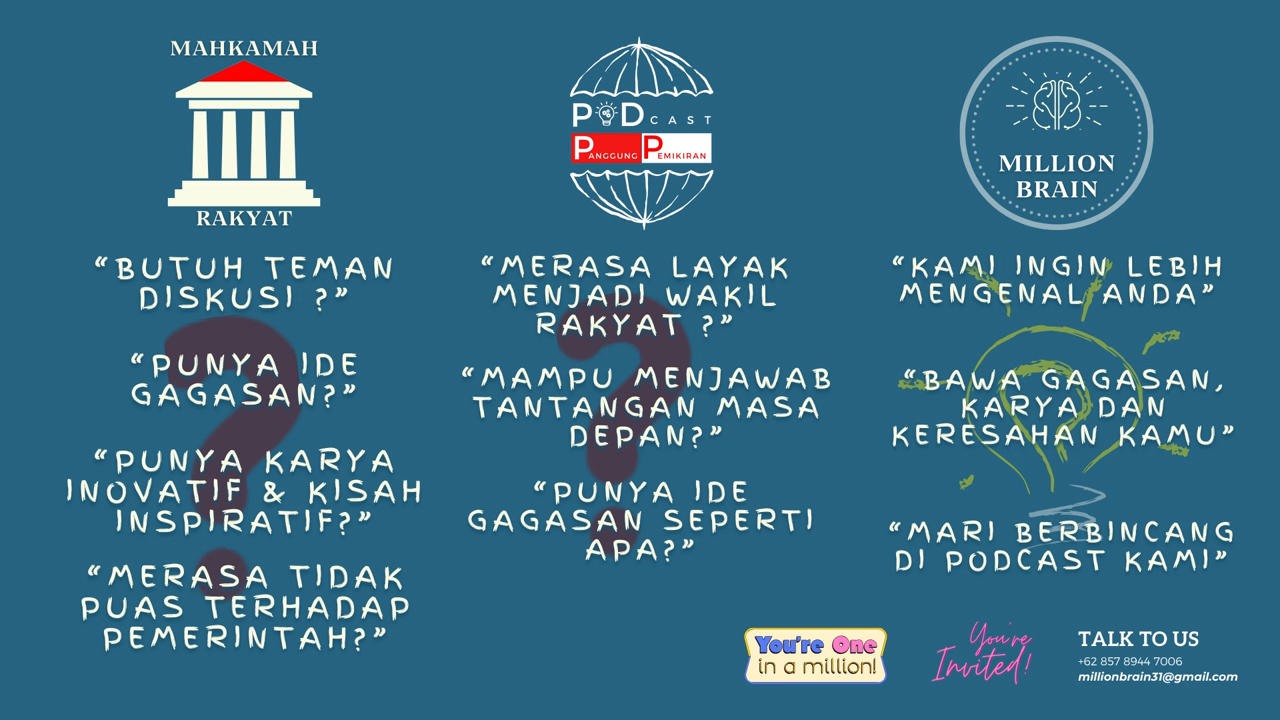 MAHKAMAH
RAKYAT
“BUTUH TEMAN
DISKUSI ?”
“PUNYA IDE
GAGASAN?”
“PUNYA KARYA
INOVATIF & KISAH
INSPIRATIF?”
“MERASA TIDAK
PUAS TERHADAP
PEMERINTAH?”
PODCAST
PANGGUNG PEMIKIRAN
“MERASA LAYAK
MENJADI WAKIL
RAKYAT ?”
“MAMPU MENJAWAB
TANTANGAN MASA
DEPAN?”
“PUNYA IDE
GAGASAN SEPERTI
APA?”
MILLION
BRAIN
“KAMI INGIN LEBIH
MENGENAL ANDA”
“BAWA GAGASAN,
KARYA DAN
KERESAHAN KAMU”
“MARI BERBINCANG
DI PODCAST KAMI”
You're One
in a million!
You're
Invited!
TALK TO US
+62 857 8944 7006
millionbrain31@gmail.com